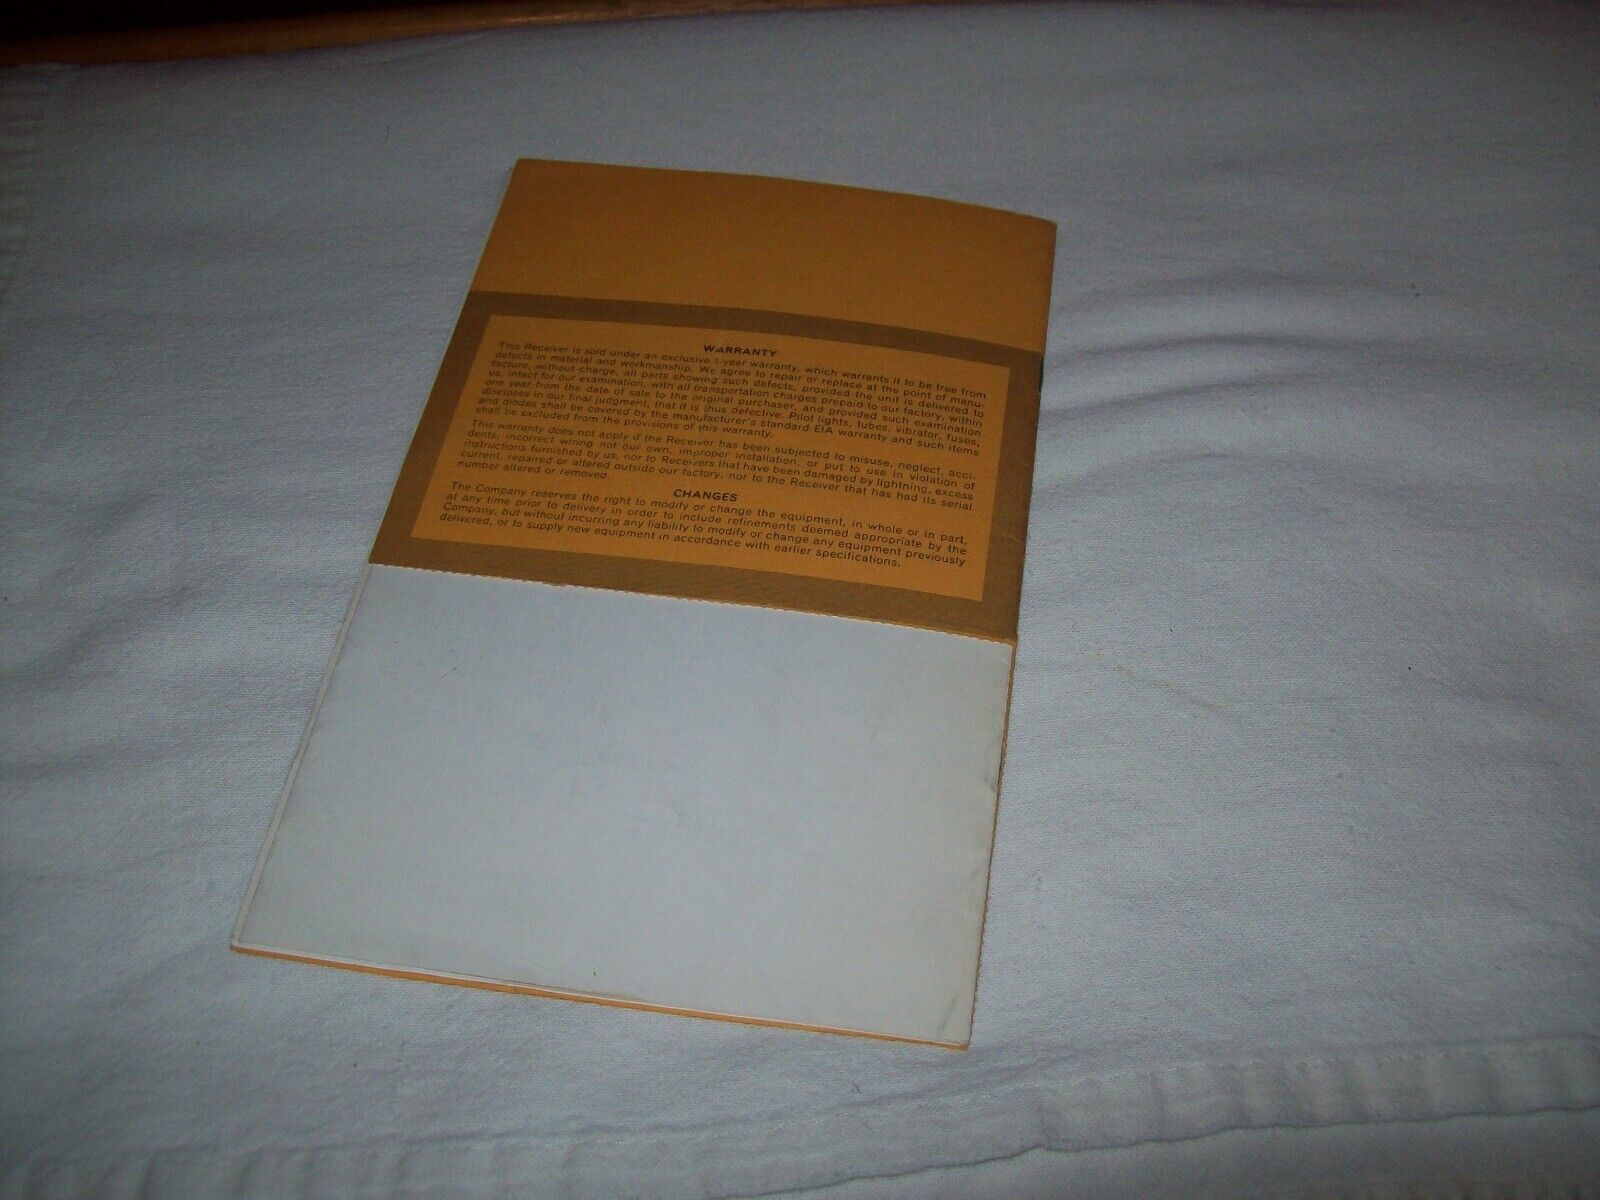 WARRANTY
This Receiver is sold under an exclusive 1-year warranty, which warrants it to be free from
defects in material and workmanship. We agree to repair or replace at the point of manu-
facture, without charge, all parts showing such defects, provided the unit is delivered to
us, intact for our examination, with all transportation charges prepaid to our factory, within
one year from the date of sale to the original purchaser, and provided such examination
discloses in our final judgment, that it is thus defective. Pilot lights, tubes, vibrator, fuses,
and diodes shall be covered by the manufacturer's standard EIA warranty and such items
shall be excluded from the provisions of this warranty.
This warranty does not apply if the Receiver has been subjected to misuse, neglect, acci-
dents, incorrect wiring not our own, improper installation, or put to use in violation of
instructions furnished by us, nor to Receivers that have been damaged by lightning, excess
current, repaired or altered outside our factory, nor to the Receiver that has had its serial
number altered or removed.
CHANGES
The Company reserves the right to modify or change the equipment, in whole or in part,
at any time prior to delivery in order to include refinements deemed appropriate by the
Company, but without incurring any liability to modify or change any equipment previously
delivered, or to supply new equipment in accordance with earlier specifications.